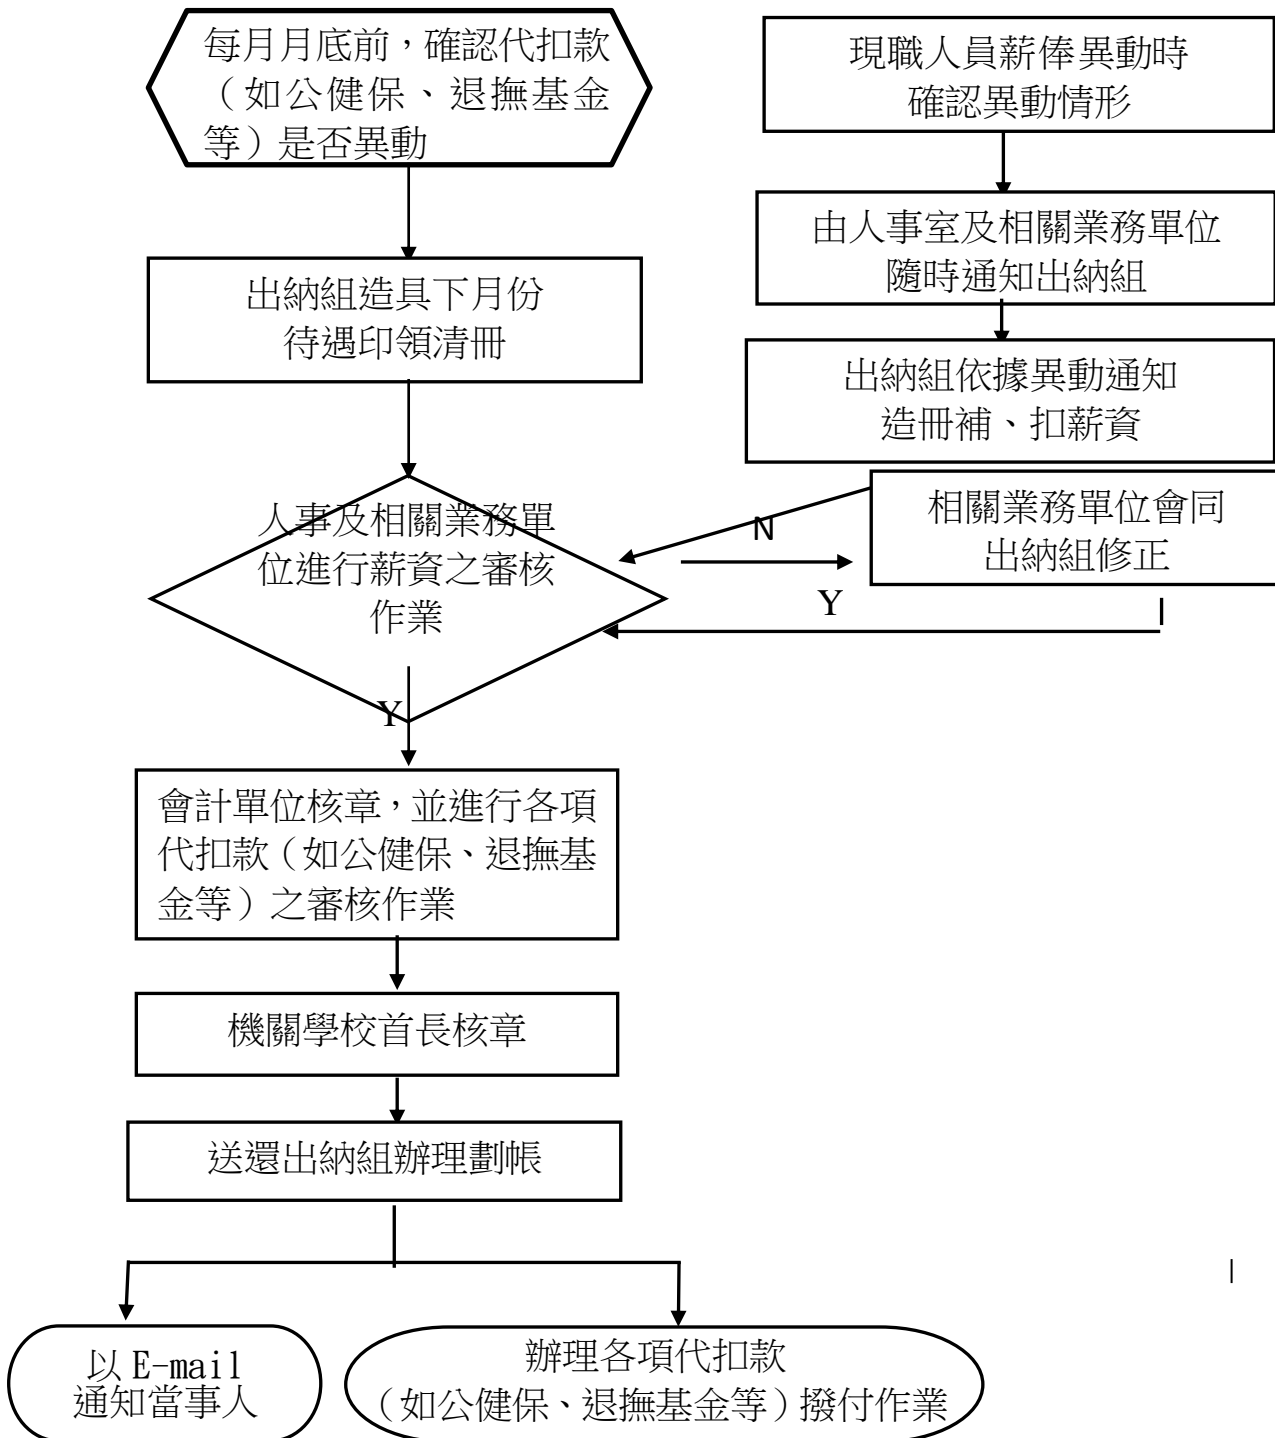 每月月底前，確認代扣款
（如公健保、退撫基金
等）是否異動
現職人員薪俸異動時
確認異動情形
由人事室及相關業務單位
隨時通知出納組
出納組造具下月份
待遇印領清冊
出納組依據異動通知
造冊補、扣薪資
人事及相關業務單
位進行薪資之審核
作業
N
相關業務單位會同
出納組修正
Y
Y
會計單位核章，並進行各項
代扣款（如公健保、退撫基
金等）之審核作業
機關學校首長核章
送還出納組辦理劃帳
以 E-mail
通知當事人
辦理各項代扣款
（如公健保、退撫基金等）撥付作業